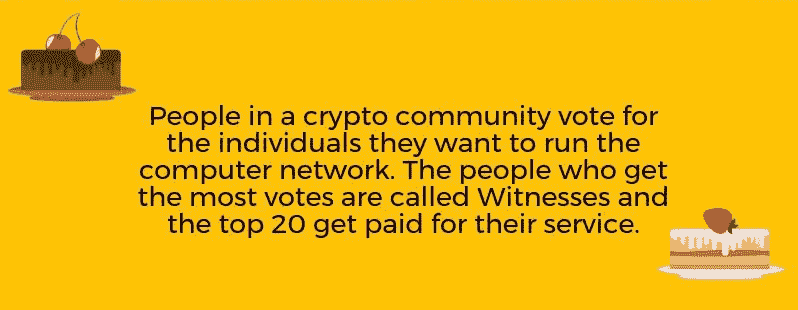 People in a crypto community vote for
the individuals they want to run the
computer network. The people who get
the most votes are called Witnesses and
the top 20 get paid for their service.